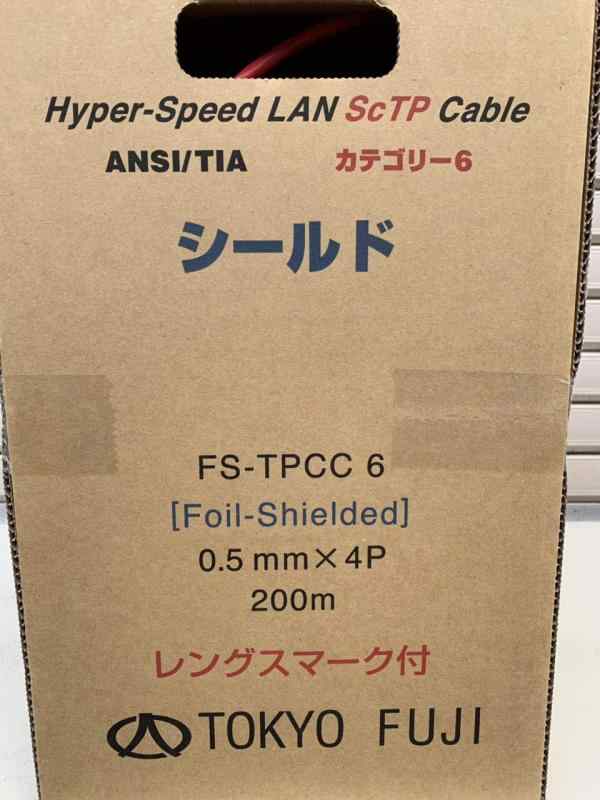 Hyper-Speed LAN ScTP Cable
ANSI/TIA カテゴリー6
シールド
FS-TPCC 6
[Foil-Shielded]
0.5 mm×4P
200m
レングスマーク付
TOKYO FUJI